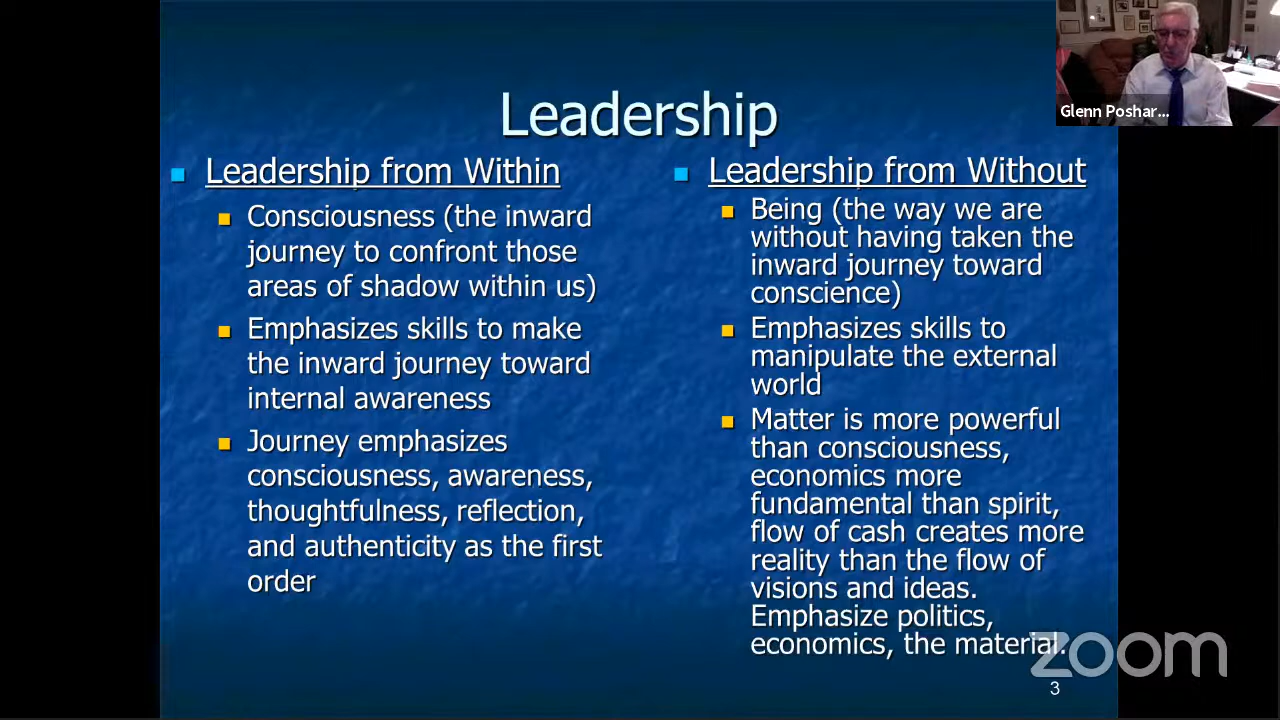 Leadership
Leadership from Within
Consciousness (the inward
journey to confront those
areas of shadow within us)
Emphasizes skills to make
the inward journey toward
internal awareness
Journey emphasizes
consciousness, awareness,
thoughtfulness, reflection,
and authenticity as the first
order
Leadership from Without
Being (the way we are
without having taken the
inward journey toward
conscience)
Emphasizes skills to
manipulate the external
world
Matter is more powerful
than consciousness,
economics more
fundamental than spirit,
flow of cash creates more
reality than the flow of
visions and ideas.
Emphasize politics,
economics, the material.
Glenn Poshar...
zoom
3